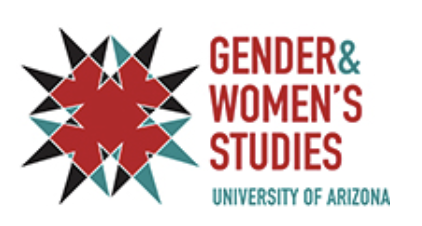 GENDER&
WOMEN'S
STUDIES
UNIVERSITY OF ARIZONA